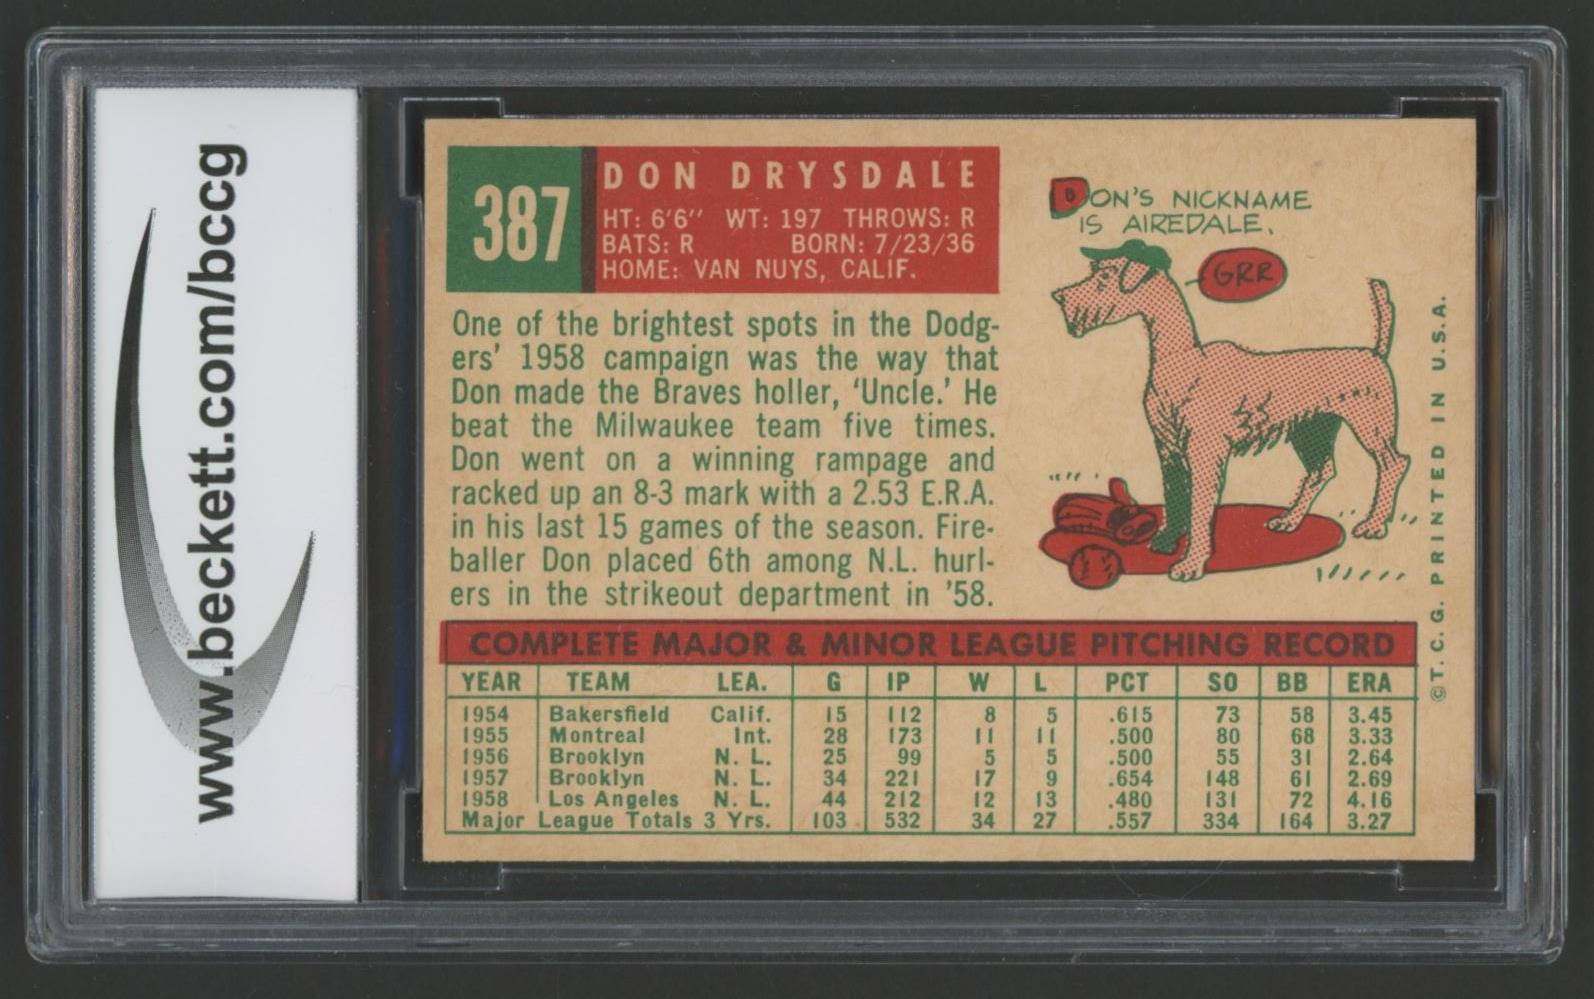 www.beckett.com/bccg
387
DON DRYSDALE
HT: 6'6" WT: 197 THROWS: R
BATS: R BORN: 7/23/36
HOME: VAN NUYS, CALIF.
DON'S NICKNAME
IS AIREDALE.
GRR
One of the brightest spots in the Dodg-
ers' 1958 campaign was the way that
Don made the Braves holler, 'Uncle.' He
beat the Milwaukee team five times.
Don went on a winning rampage and
racked up an 8-3 mark with a 2.53 E.R.A.
in his last 15 games of the season. Fire-
baller Don placed 6th among N.L. hurl-
ers in the strikeout department in '58.
COMPLETE MAJOR & MINOR LEAGUE PITCHING RECORD
YEAR TEAM LEA. G IP W L PCT SO BB ERA
1954 Bakersfield Calif. 15 112 8 5 .615 73 58 3.45
1955 Montreal Int. 28 173 11 11 .500 80 68 3.33
1956 Brooklyn N. L. 25 99 5 5 .500 55 31 2.64
1957 Brooklyn N. L. 34 221 17 9 .654 148 61 2.69
1958 Los Angeles N. L. 44 212 12 13 .480 131 72 4.16
Major League Totals 3 Yrs. 103 532 34 27 .557 334 164 3.27
©T. C. G. PRINTED IN U.S.A.